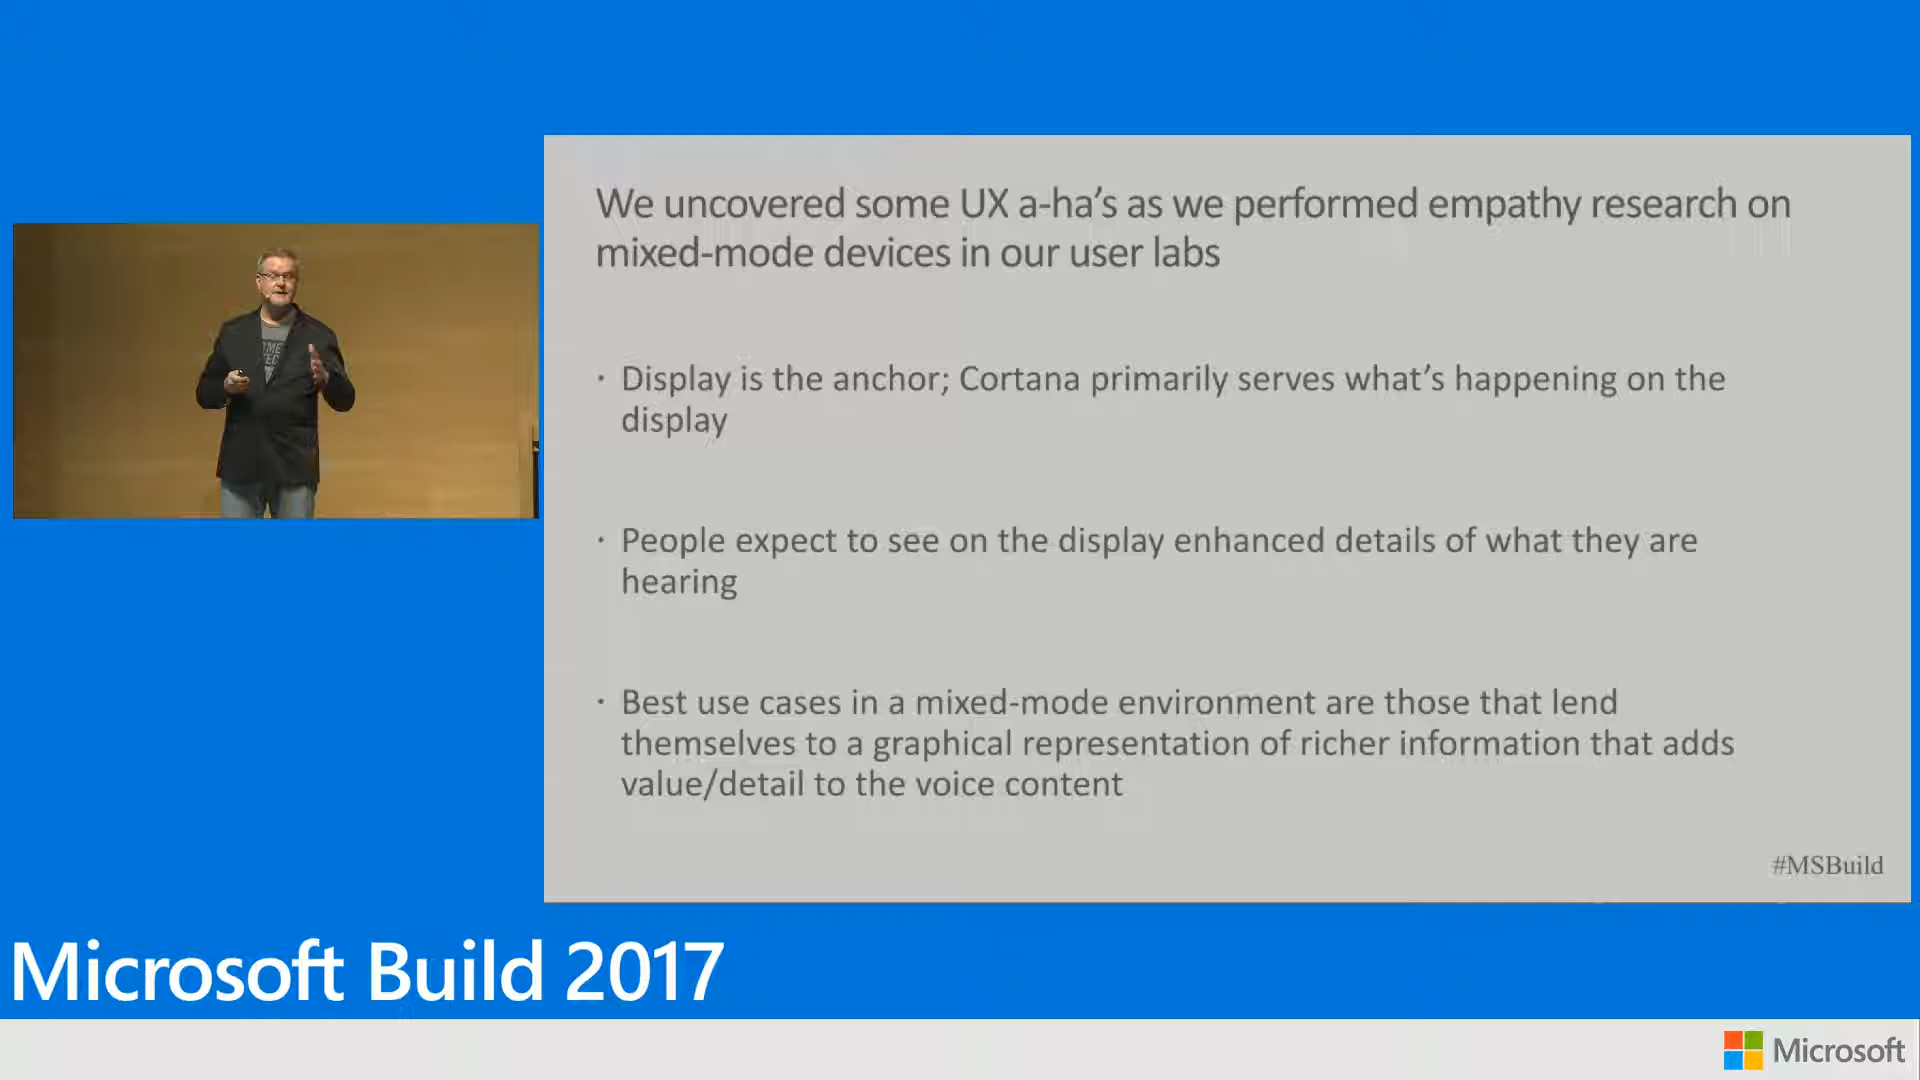 We uncovered some UX a-ha’s as we performed empathy research on
mixed-mode devices in our user labs
· Display is the anchor; Cortana primarily serves what’s happening on the
display
· People expect to see on the display enhanced details of what they are
hearing
· Best use cases in a mixed-mode environment are those that lend
themselves to a graphical representation of richer information that adds
value/detail to the voice content
#MSBuild
Microsoft Build 2017
Microsoft